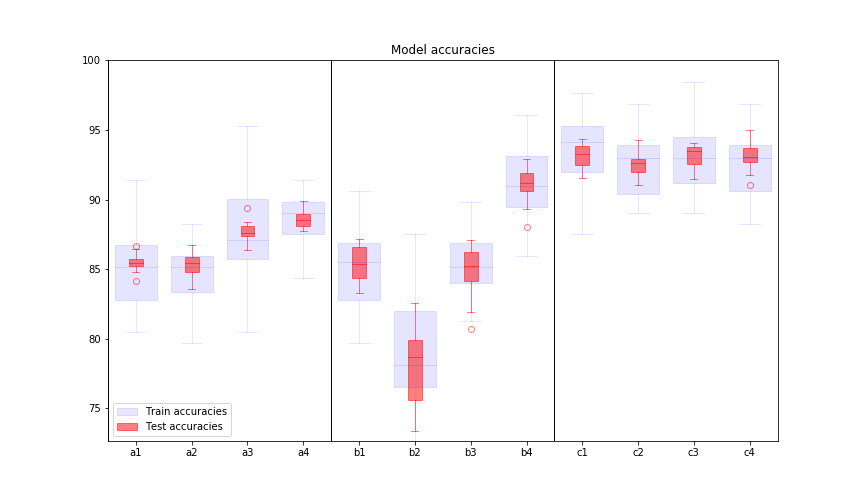 Model accuracies
100
95
90
85
80
75
Train accuracies
Test accuracies
a1 a2 a3 a4 b1 b2 b3 b4 c1 c2 c3 c4